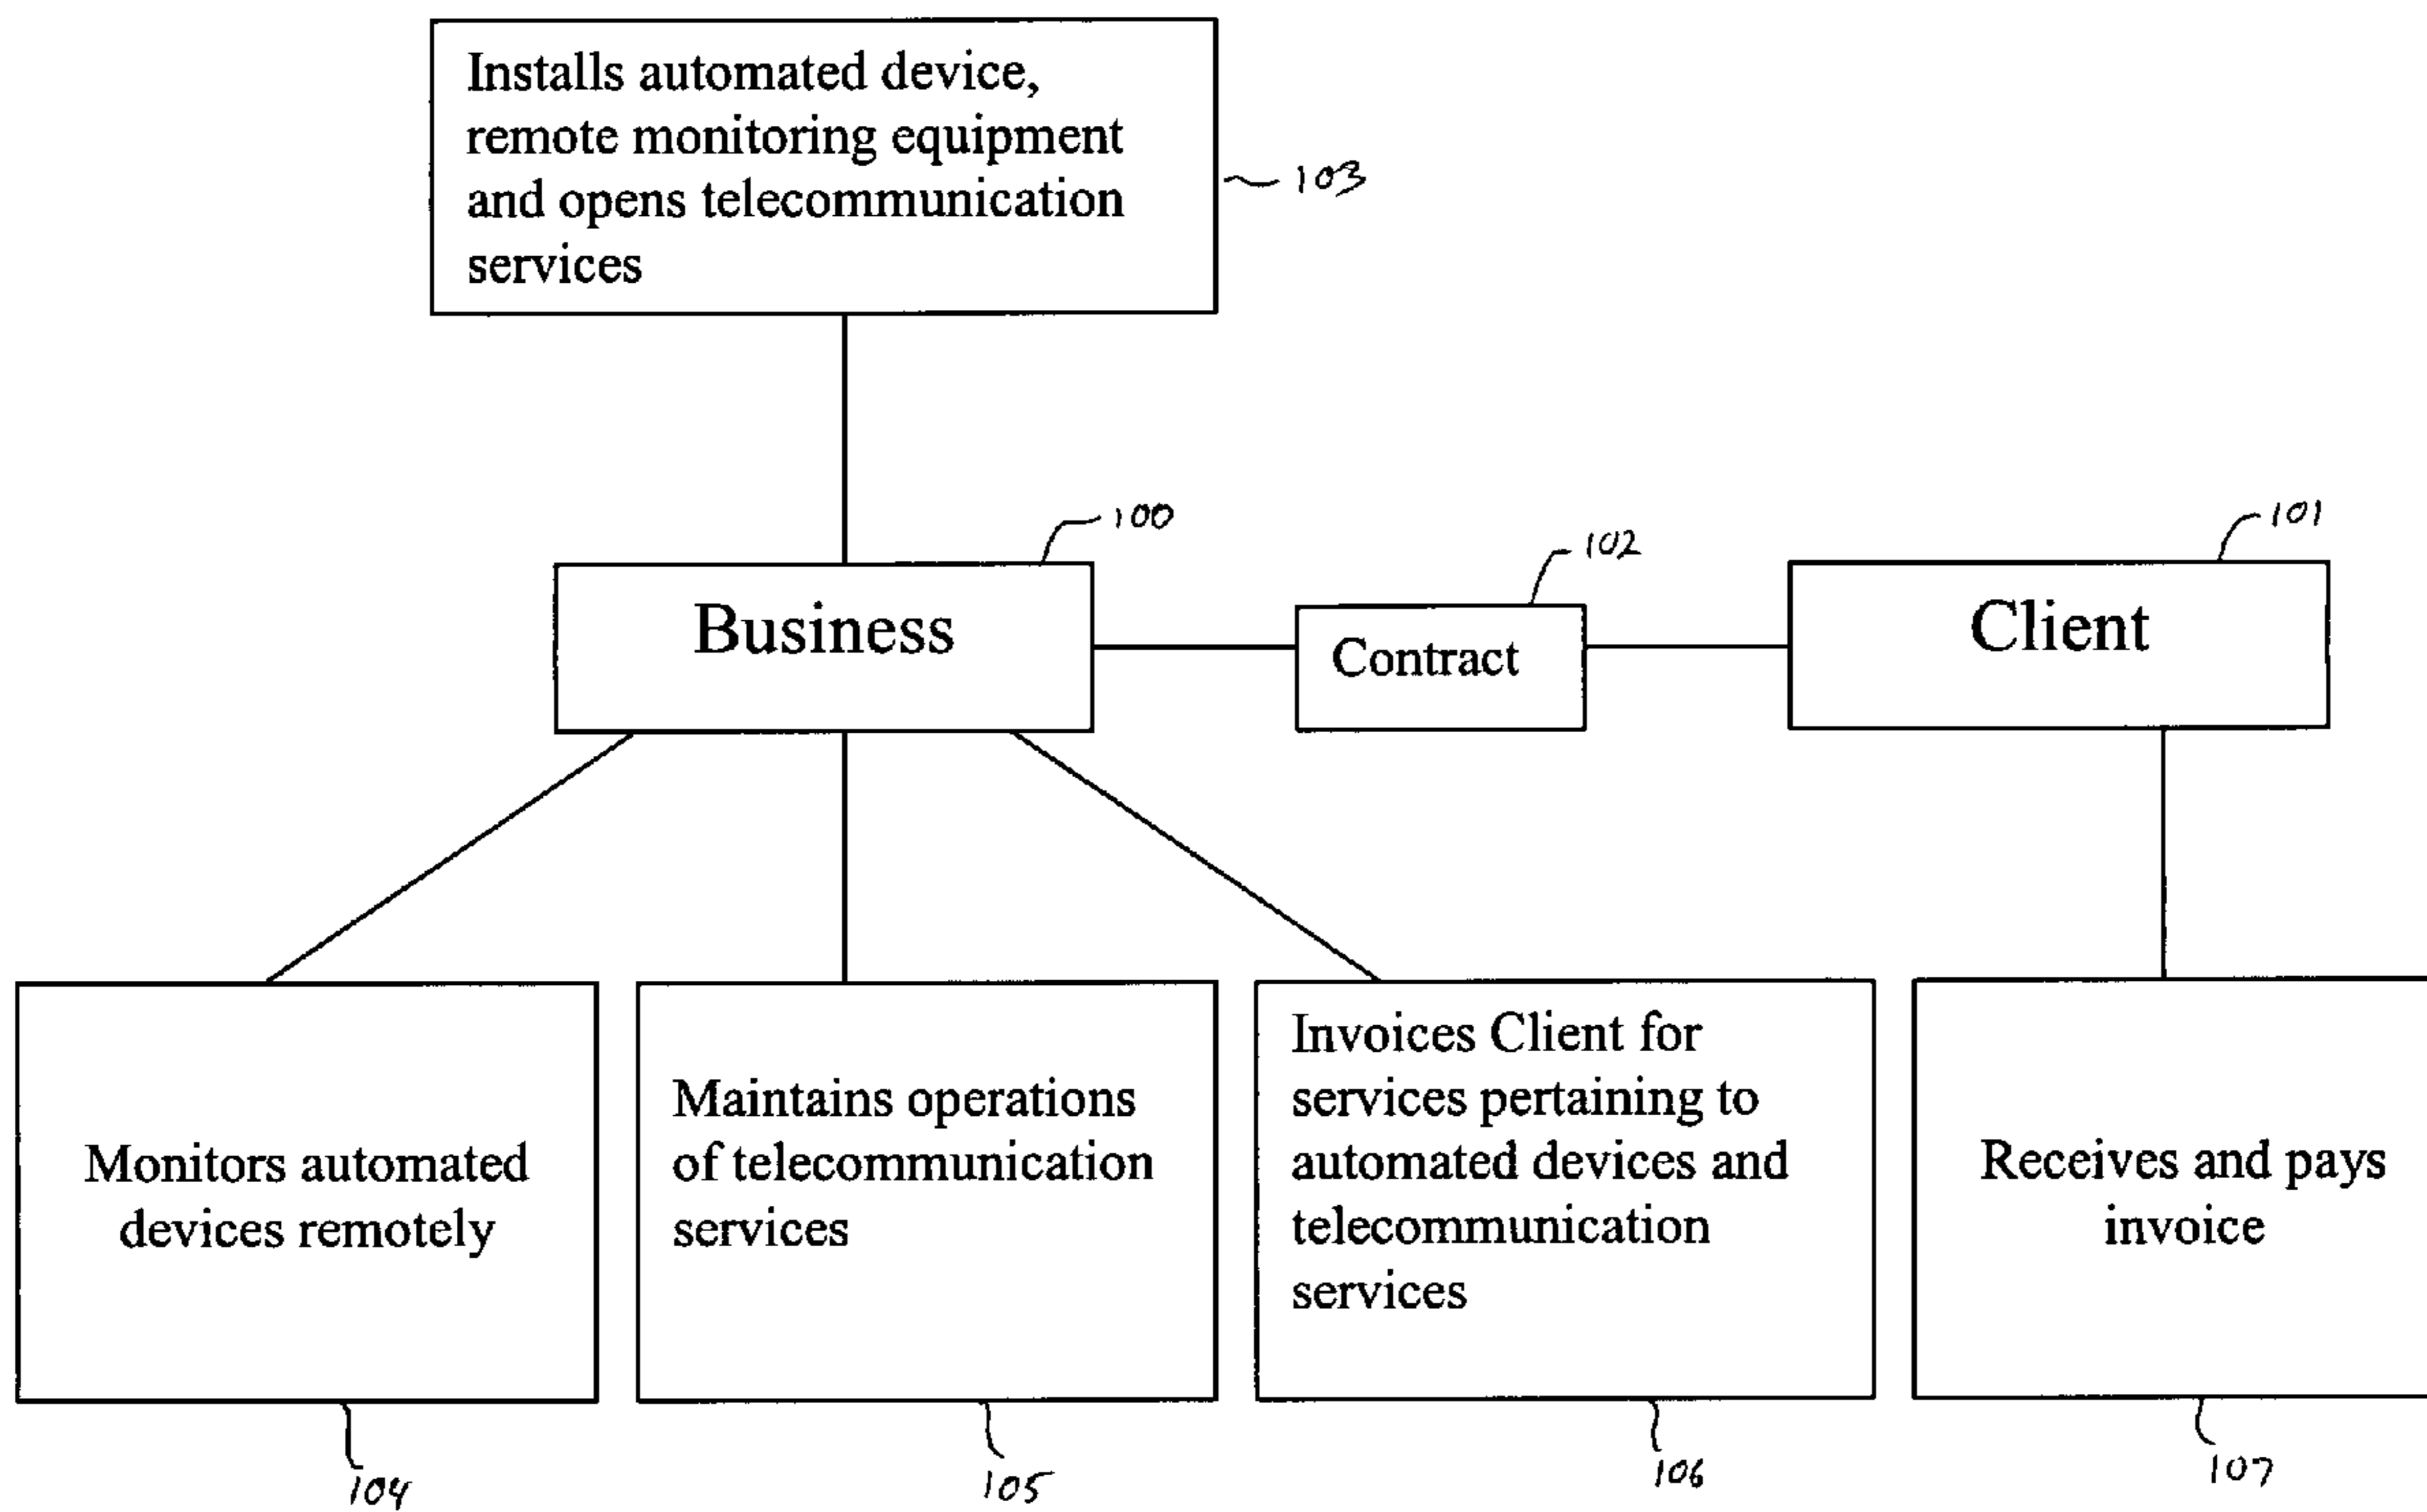 Installs automated device,
remote monitoring equipment
and opens telecommunication
services
103
100
Business
102
Contract
101
Client
Monitors automated
devices remotely
104
Maintains operations
of telecommunication
services
105
Invoices Client for
services pertaining to
automated devices and
telecommunication
services
106
Receives and pays
invoice
107